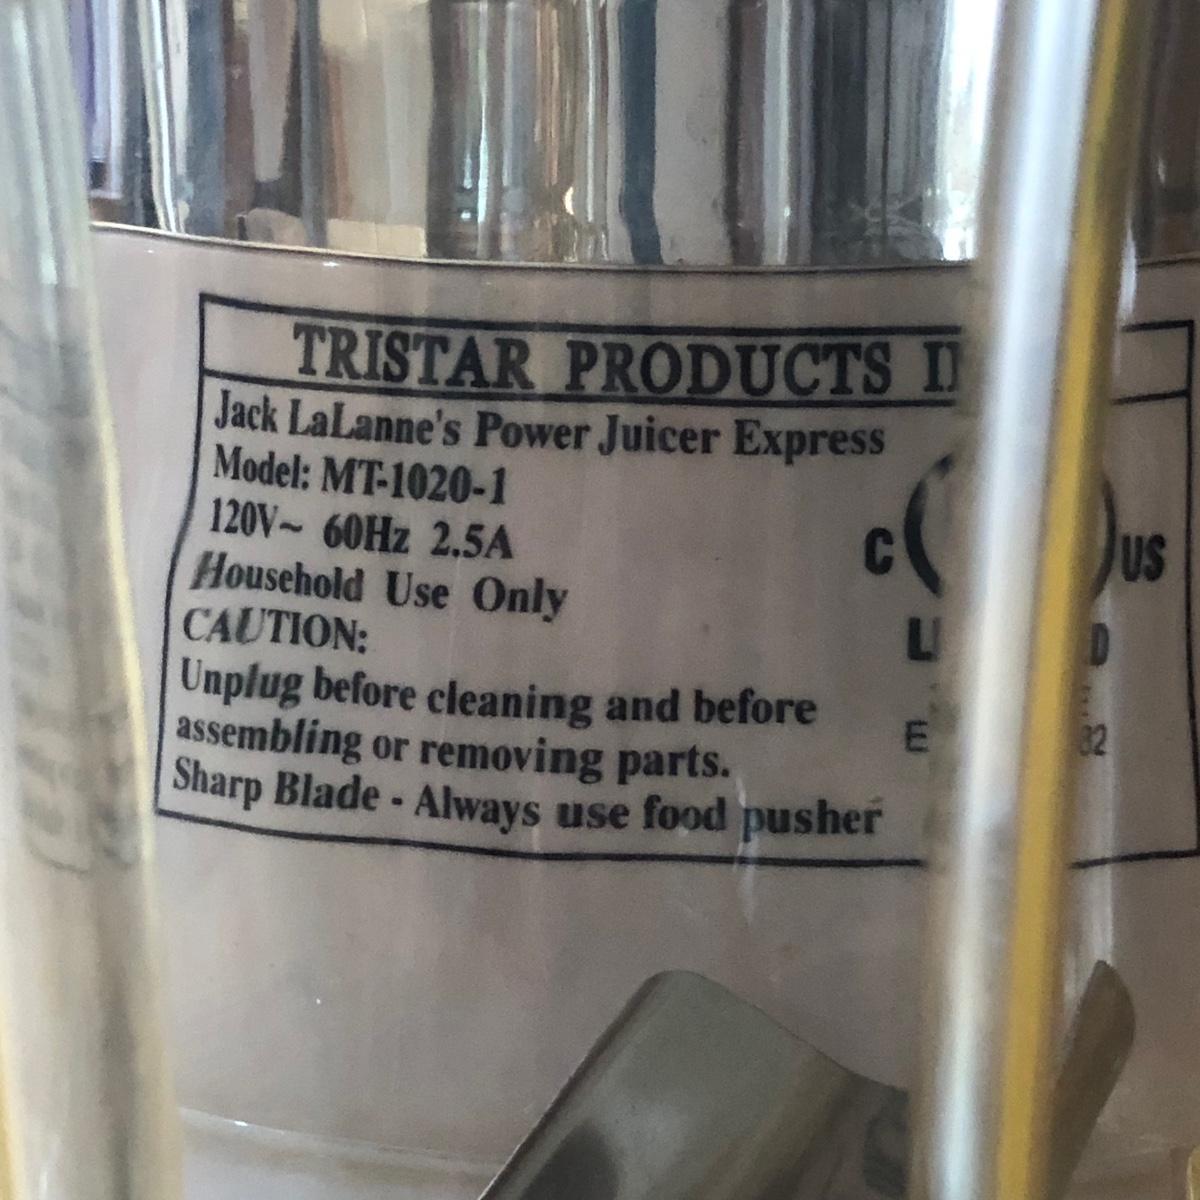 TRISTAR PRODUCTS
Jack LaLanne's Power Juicer Express
Model: MT-1020-1
120V~ 60Hz 2.5A
Household Use Only
CAUTION:
Unplug before cleaning and before
assembling or removing parts.
Sharp Blade - Always use food pusher
C US